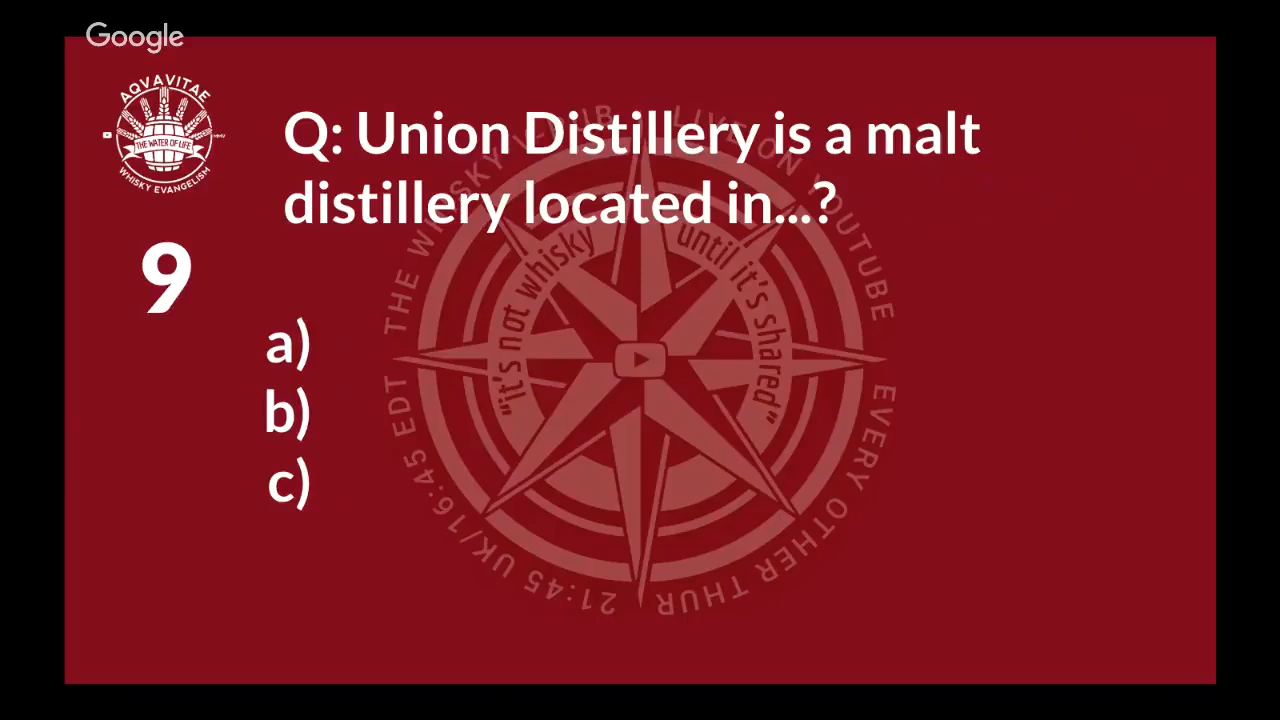 Google
AQVAVITAE
THE WATER OF LIFE
WHISKY EVANGELISM
Q: Union Distillery is a malt
distillery located in...?
9
a)
b)
c)
THE WHISKY VLUB
LIVE ON YOUTUBE
EVERY OTHER THUR
21:45 UK/16:45 EDT
"it's not whisky
until it's shared"